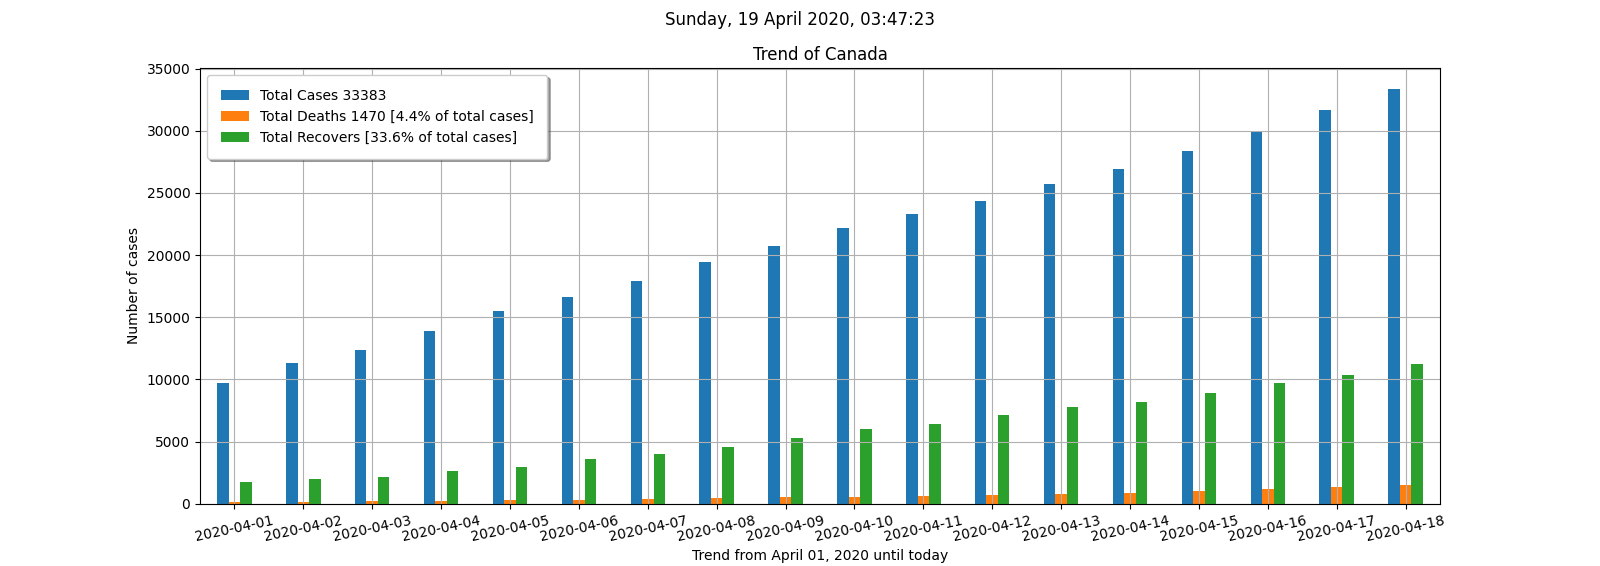 Sunday, 19 April 2020, 03:47:23
Trend of Canada
Total Cases 33383
Total Deaths 1470 [4.4% of total cases]
Total Recovers [33.6% of total cases]
Number of cases
35000
30000
25000
20000
15000
10000
5000
0
2020-04-01 2020-04-02 2020-04-03 2020-04-04 2020-04-05 2020-04-06 2020-04-07 2020-04-08 2020-04-09 2020-04-10 2020-04-11 2020-04-12 2020-04-13 2020-04-14 2020-04-15 2020-04-16 2020-04-17 2020-04-18
Trend from April 01, 2020 until today